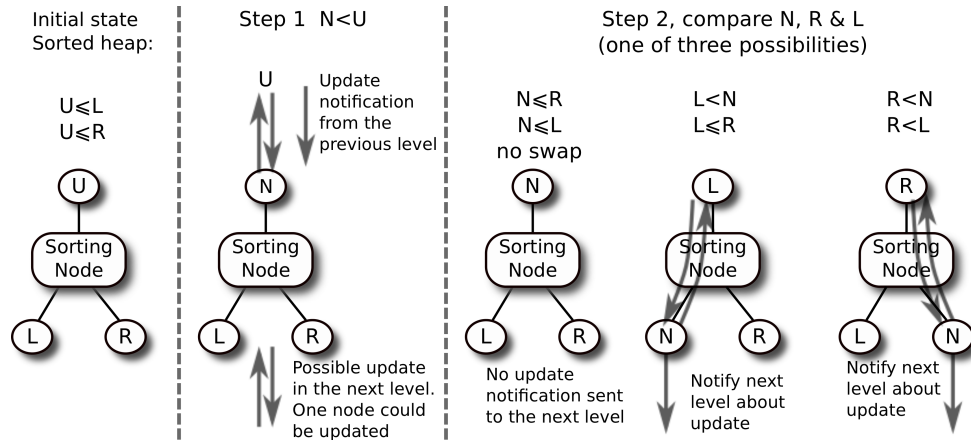 Initial state
Sorted heap:
U⩽L
U⩽R
U
Sorting
Node
L
R
Step 1 N<U
U
Update
notification
from the
previous level
N
Sorting
Node
L
R
Possible update
in the next level.
One node could
be updated
Step 2, compare N, R & L
(one of three possibilities)
N⩽R
N⩽L
no swap
N
Sorting
Node
L
R
No update
notification sent
to the next level
L<N
L⩽R
L
Sorting
Node
N
R
Notify next
level about
update
R<N
R<L
R
Sorting
Node
L
N
Notify next
level about
update